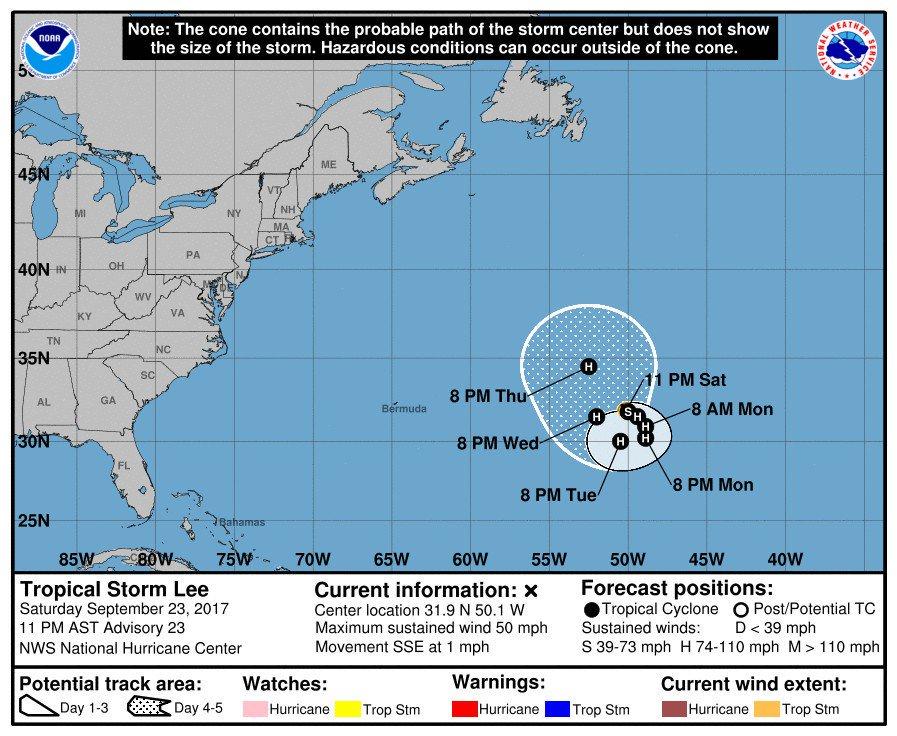 Note: The cone contains the probable path of the storm center but does not show
the size of the storm. Hazardous conditions can occur outside of the cone.
NOAA
NATIONAL WEATHER SERVICE
45N
40N
35N
30N
25N
85W 80W 75W 70W 65W 60W 55W 50W 45W 40W
ME
VT
NH
MI
NY
MA
CT
PA
IN
OH
WV
KY
VA
TN
NC
SC
AL
GA
FL
DE
Bermuda
Bahamas
8 PM Thu
11 PM Sat
8 AM Mon
8 PM Wed
8 PM Mon
8 PM Tue
H
H
S
H
H
H
H
Tropical Storm Lee
Saturday September 23, 2017
11 PM AST Advisory 23
NWS National Hurricane Center
Current information: x
Center location 31.9 N 50.1 W
Maximum sustained wind 50 mph
Movement SSE at 1 mph
Forecast positions:
Tropical Cyclone Post/Potential TC
Sustained winds: D < 39 mph
S 39-73 mph H 74-110 mph M > 110 mph
Potential track area:
Day 1-3 Day 4-5
Watches:
Hurricane Trop Stm
Warnings:
Hurricane Trop Stm
Current wind extent:
Hurricane Trop Stm